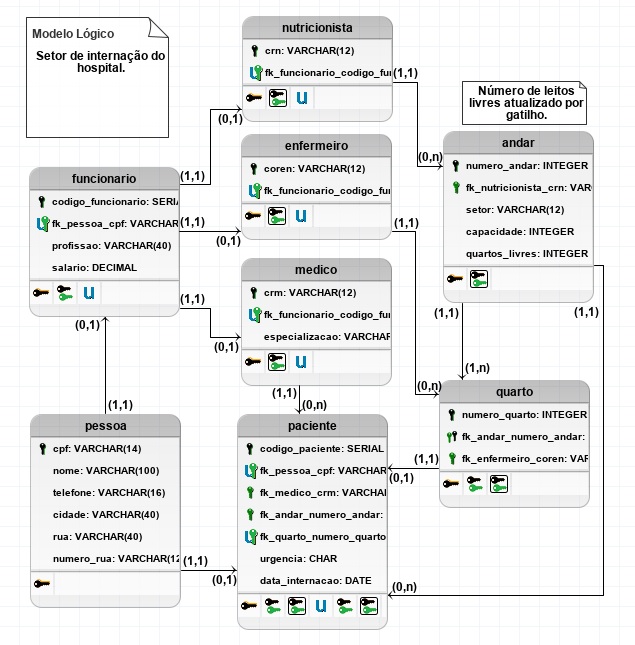 Modelo Lógico
Setor de internação do
hospital.
nutricionista
crn: VARCHAR(12)
fk_funcionario_codigo_fu
(1,1)
(0,1)
Número de leitos
livres atualizado por
gatilho.
enfermeiro
coren: VARCHAR(12)
fk_funcionario_codigo_fu
(1,1)
(0,n)
andar
numero_andar: INTEGER
fk_nutricionista_crn: VAR
setor: VARCHAR(12)
capacidade: INTEGER
quartos_livres: INTEGER
(1,1)
(1,1)
funcionario
codigo_funcionario: SERI
fk_pessoa_cpf: VARCHAR
profissao: VARCHAR(40)
salario: DECIMAL
(1,1)
(1,1)
(0,1)
(1,1)
(0,1)
(0,1)
medico
crm: VARCHAR(12)
fk_funcionario_codigo_fu
especializacao: VARCHAR
(1,1)
(0,n)
(1,n)
(0,n)
quarto
numero_quarto: INTEGER
fk_andar_numero_andar:
fk_enfermeiro_coren: VAR
(1,1)
(0,1)
(1,1)
pessoa
cpf: VARCHAR(14)
nome: VARCHAR(100)
telefone: VARCHAR(16)
cidade: VARCHAR(40)
rua: VARCHAR(40)
numero_rua: VARCHAR(12
(1,1)
(0,1)
paciente
codigo_paciente: SERIAL
fk_pessoa_cpf: VARCHAR
fk_medico_crm: VARCHA
fk_andar_numero_andar:
fk_quarto_numero_quarto
urgencia: CHAR
data_internacao: DATE
(0,n)